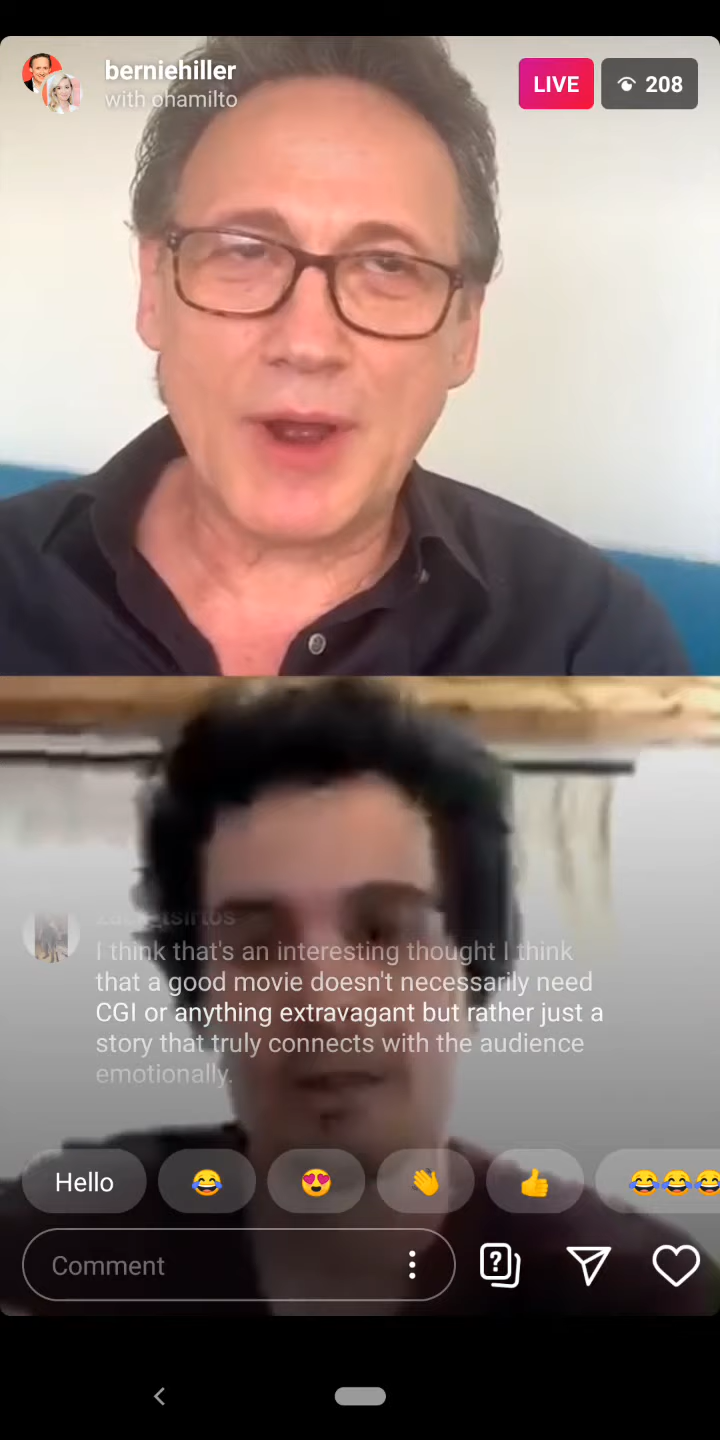 berniehiller
with ohamilto
LIVE
208
I think that's an interesting thought I think
that a good movie doesn't necessarily need
CGI or anything extravagant but rather just a
story that truly connects with the audience
emotionally.
Hello
Comment